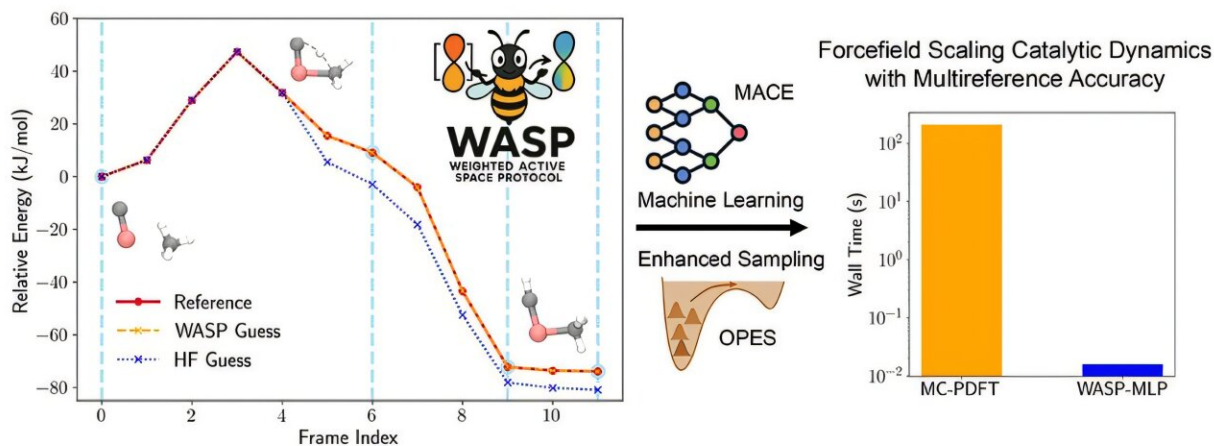 60
40
20
0
−20
−40
−60
−80
Relative Energy (kJ/mol)
0
2
4
6
8
10
Frame Index
Reference
WASP Guess
HF Guess
WASP
WEIGHTED ACTIVE
SPACE PROTOCOL
MACE
Machine Learning
Enhanced Sampling
OPES
Forcefield Scaling Catalytic Dynamics
with Multireference Accuracy
10²
10¹
10⁰
10⁻¹
10⁻²
Wall Time (s)
MC-PDFT
WASP-MLP